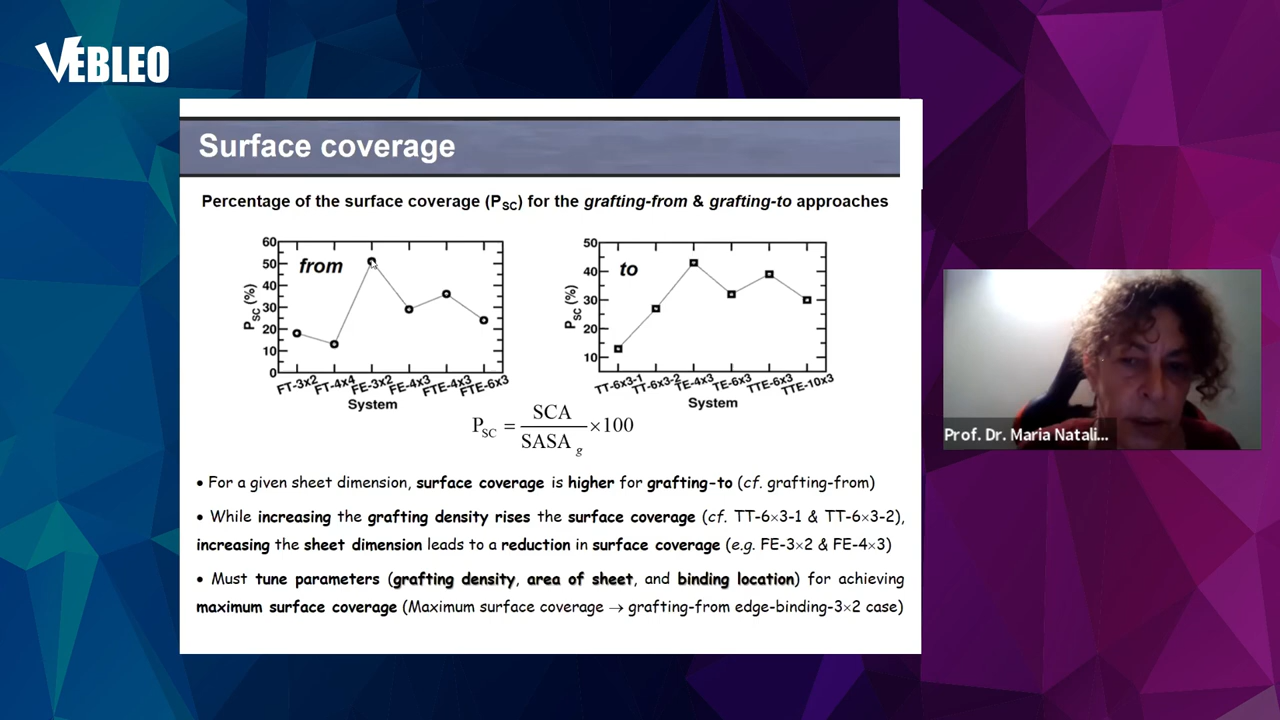 VEBLEO
Surface coverage
Percentage of the surface coverage (PSC) for the grafting-from & grafting-to approaches
from
PSC (%)
60
50
40
30
20
10
0
FT-3x2 FT-4x4 FE-3x2 FE-4x3 FTE-4x3 FTE-6x3
System
to
PSC (%)
50
40
30
20
10
TT-6x3-1 TT-6x3-2 TE-4x3 TE-6x3 TTE-6x3 TTE-10x3
System
PSC = SCA / SASAg ×100
• For a given sheet dimension, surface coverage is higher for grafting-to (cf. grafting-from)
• While increasing the grafting density rises the surface coverage (cf. TT-6×3-1 & TT-6×3-2),
increasing the sheet dimension leads to a reduction in surface coverage (e.g. FE-3×2 & FE-4×3)
• Must tune parameters (grafting density, area of sheet, and binding location) for achieving
maximum surface coverage (Maximum surface coverage → grafting-from edge-binding-3×2 case)
Prof. Dr. Maria Natali...